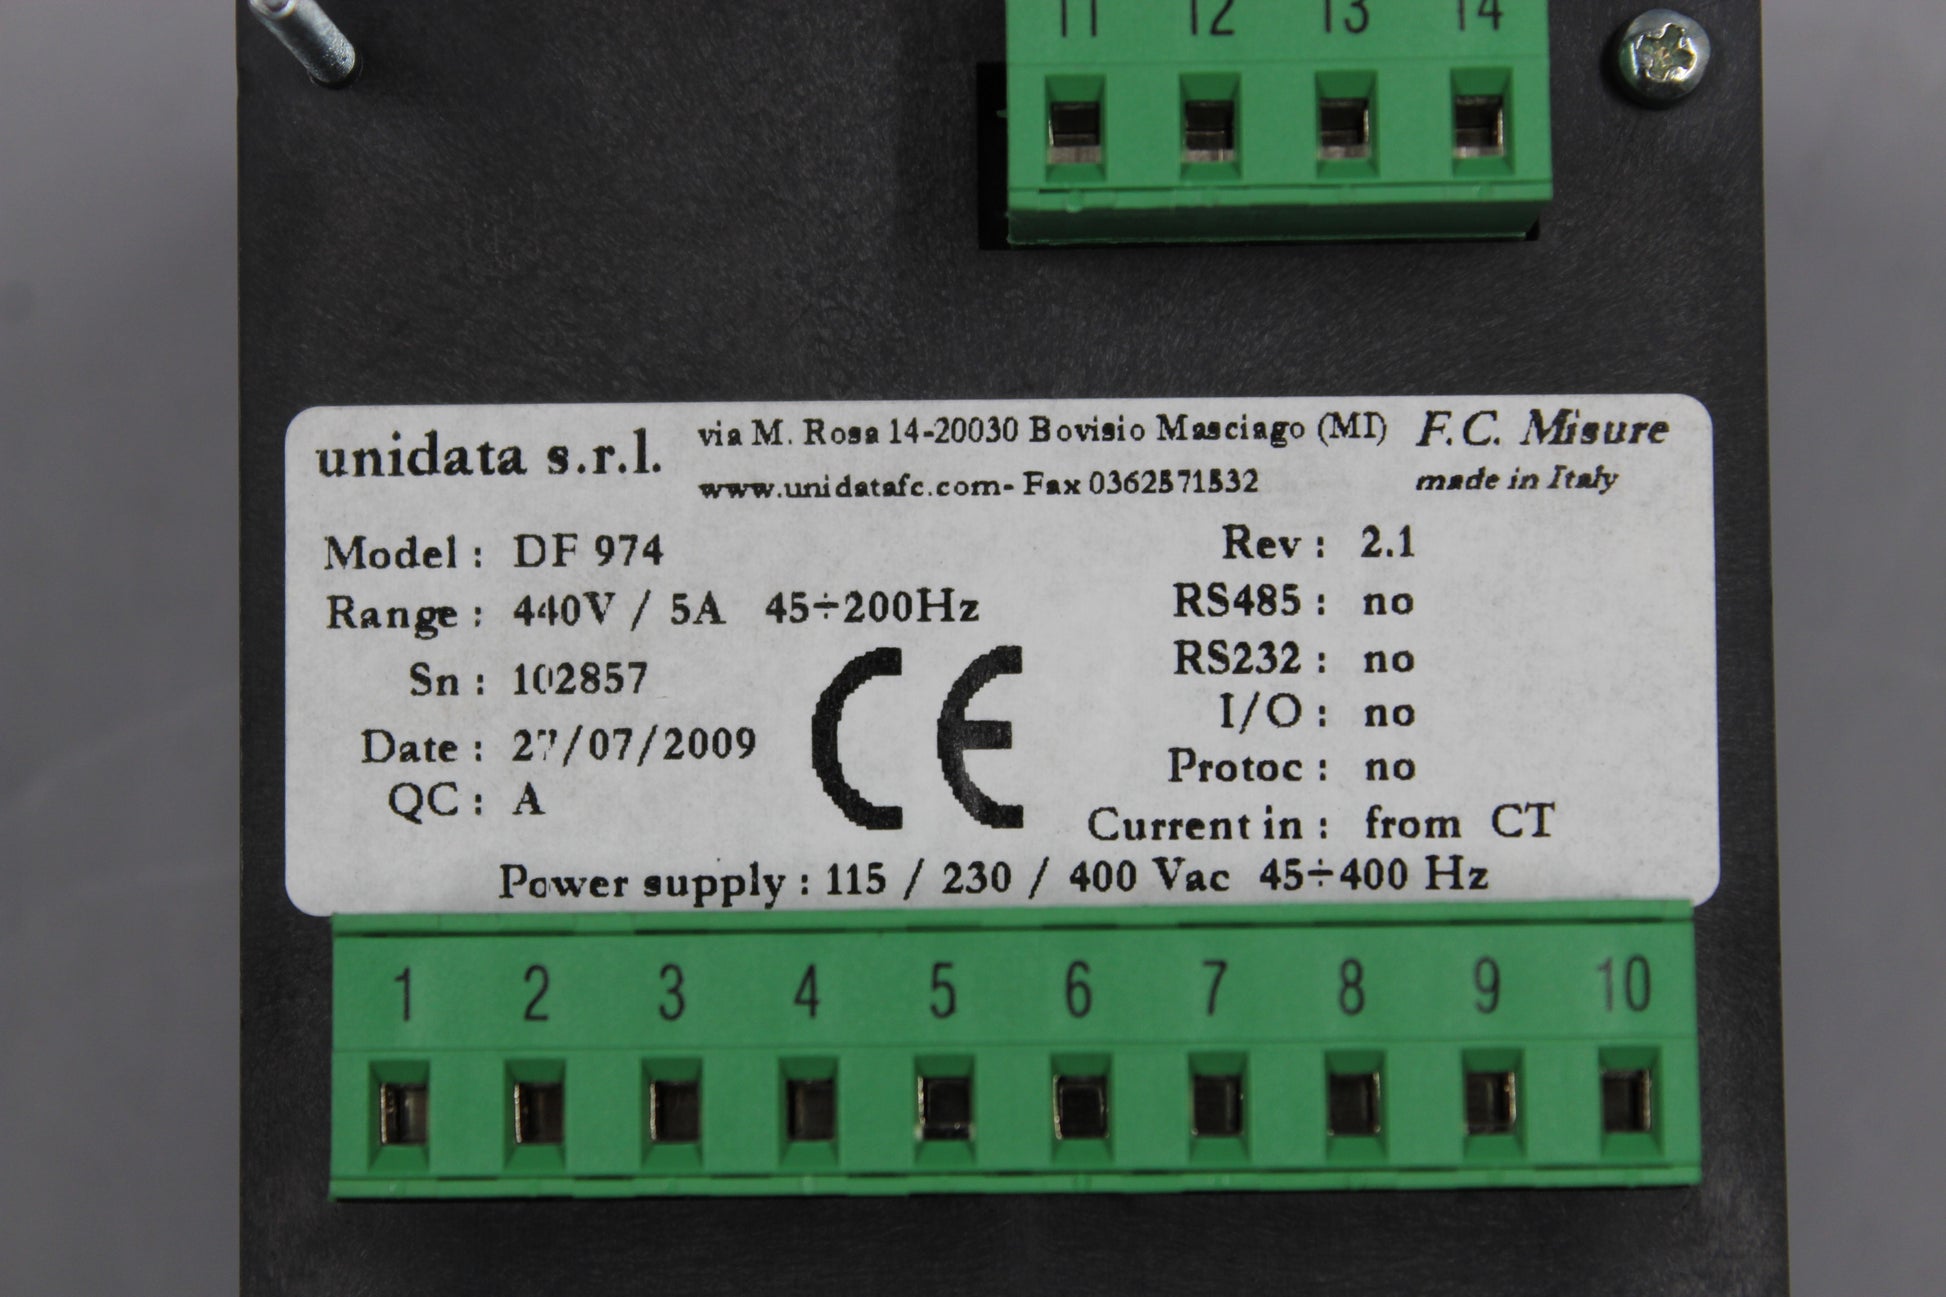 11 12 13 14
unidata s.r.l. via M. Rosa 14-20030 Bovisio Masciago (MI) F.C. Misure
www.unidatafc.com- Fax 0362571532 made in Italy
Model : DF 974 Rev : 2.1
Range : 440V / 5A 45÷200Hz RS485 : no
Sn : 102857 RS232 : no
I/O : no
Date : 27/07/2009 Protoc : no
QC : A CE Current in : from CT
Power supply : 115 / 230 / 400 Vac 45÷400 Hz
1 2 3 4 5 6 7 8 9 10